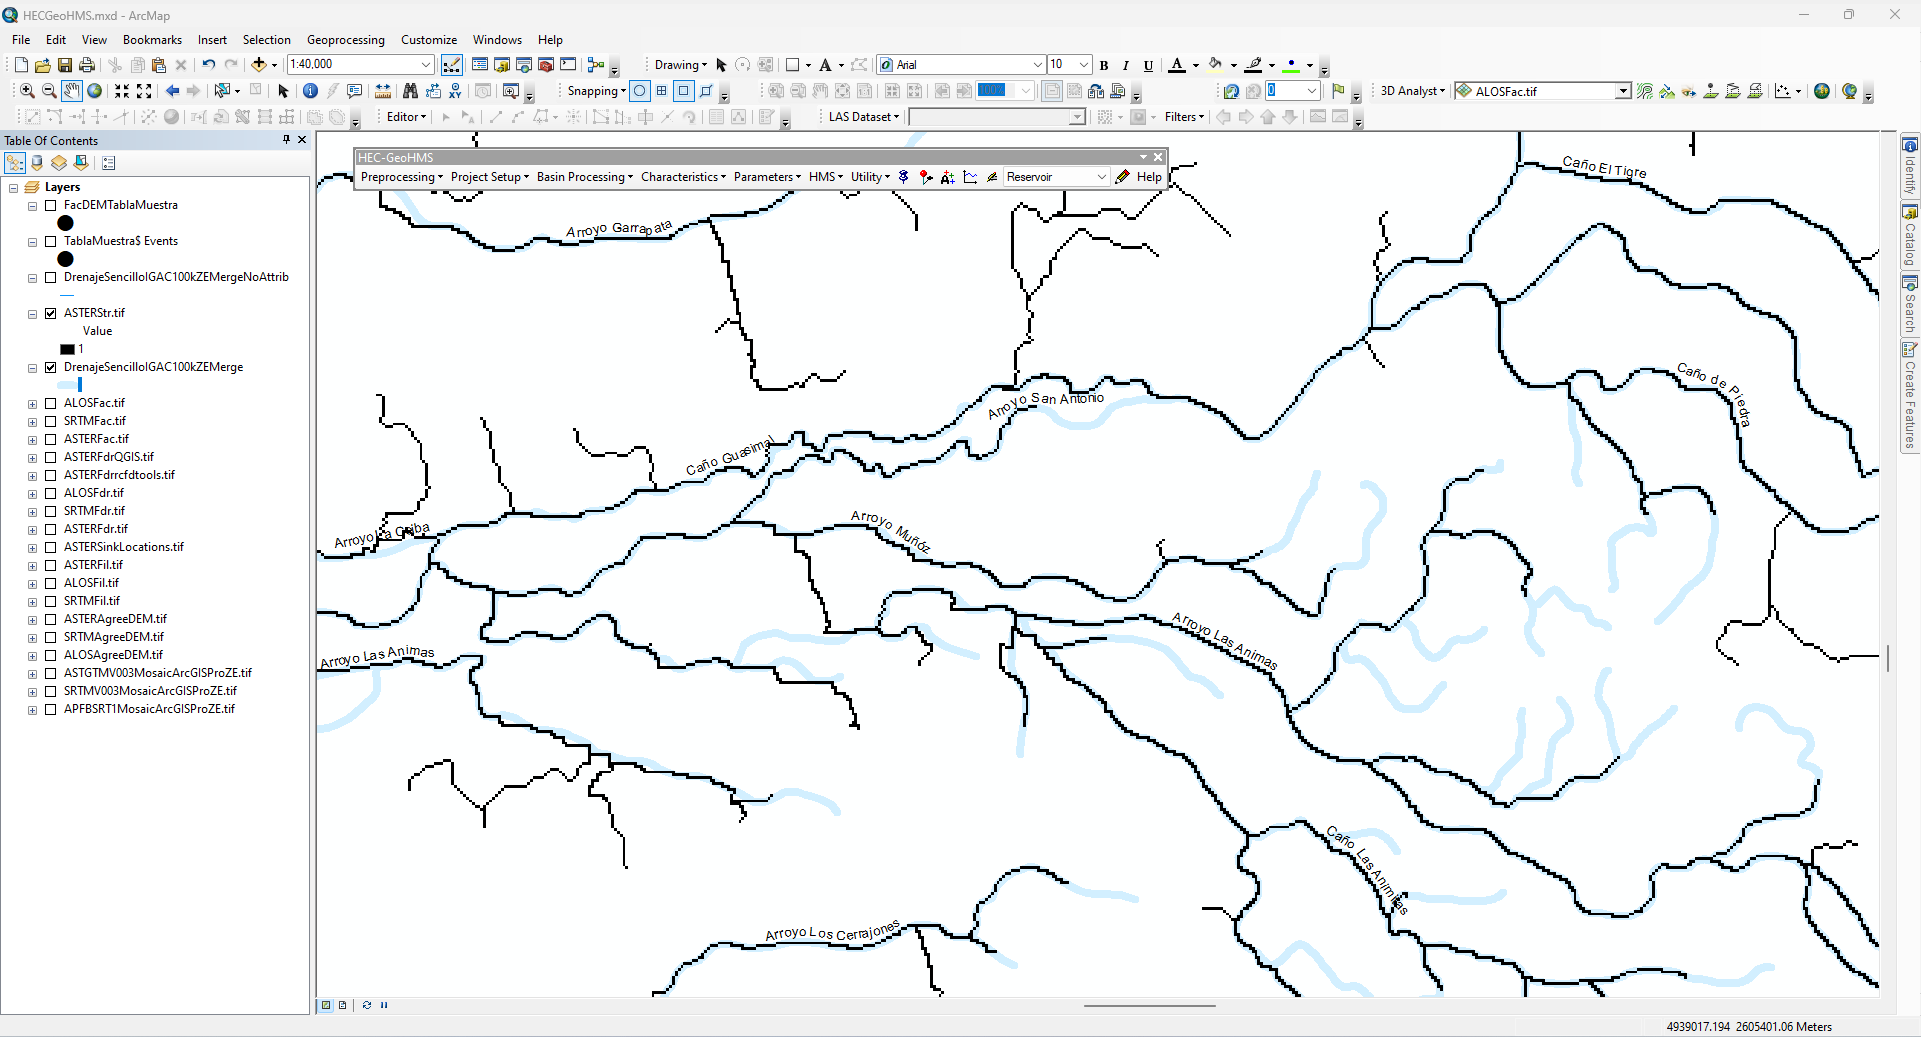 HECGeoHMS.mxd - ArcMap
File Edit View Bookmarks Insert Selection Geoprocessing Customize Windows Help
1:40,000
Drawing
Arial
10
B I U A
Snapping
100%
0
3D Analyst
ALOSFac.tif
Editor
LAS Dataset
Filters
Table Of Contents
Layers
FacDEMTablaMuestra
TablaMuestra$ Events
DrenajeSencilloIGAC100kZEMergeNoAttrib
ASTERStr.tif
Value
1
DrenajeSencilloIGAC100kZEMerge
ALOSFac.tif
SRTMFac.tif
ASTERFac.tif
ASTERFdrQGIS.tif
ASTERFdrrcfdtools.tif
ALOSFdr.tif
SRTMFdr.tif
ASTERFdr.tif
ASTERSinkLocations.tif
ASTERFil.tif
ALOSFil.tif
SRTMFil.tif
ASTERAgreeDEM.tif
SRTMAgreeDEM.tif
ALOSAgreeDEM.tif
ASTGTMV003MosaicArcGISProZE.tif
SRTMV003MosaicArcGISProZE.tif
APFBSRT1MosaicArcGISProZE.tif
HEC-GeoHMS
Preprocessing Project Setup Basin Processing Characteristics Parameters HMS Utility Reservoir Help
Caño El Tigre
Arroyo Garrapata
Caño de Piedra
Arroyo San Antonio
Caño Guasimal
Arroyo La Ceiba
Arroyo Muñóz
Arroyo Las Animas
Arroyo Las Animas
Caño Las Animitas
Arroyo Los Cerrajones
Identify
Catalog
Search
Create Features
4939017.194 2605401.06 Meters